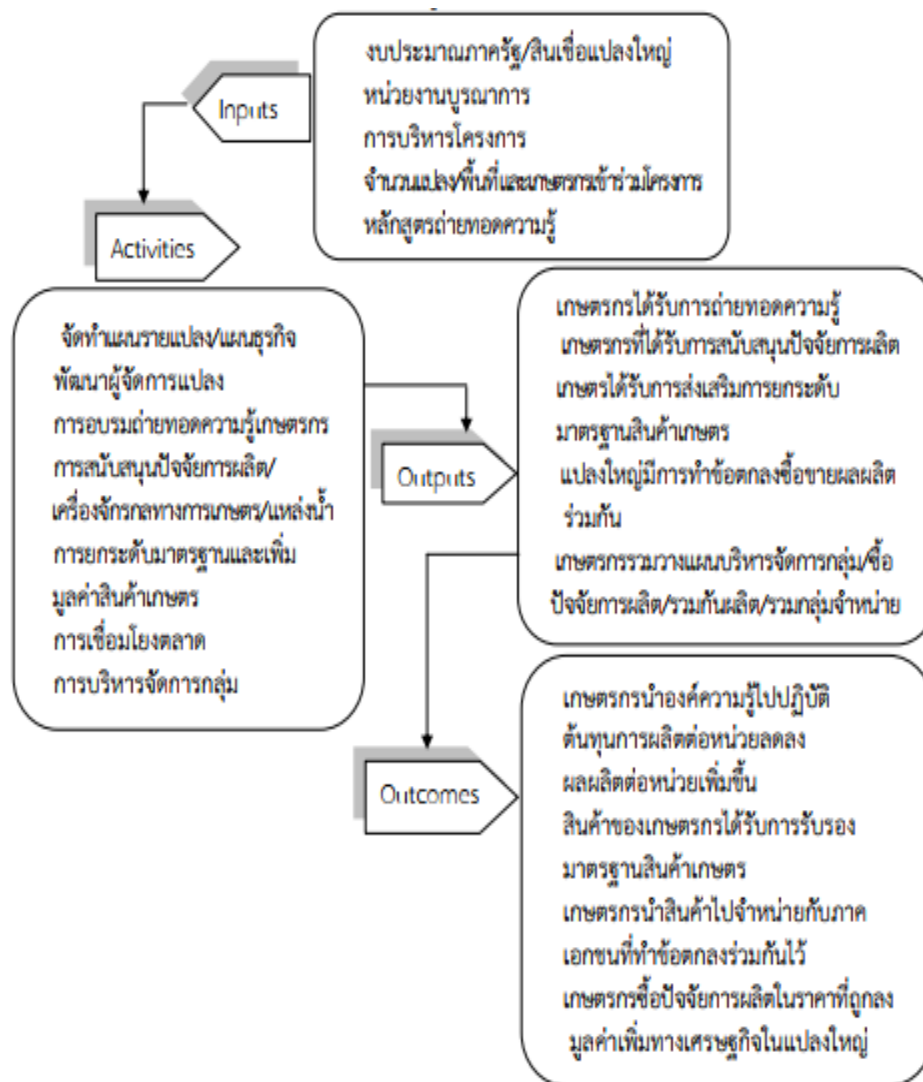 Inputs
งบประมาณภาครัฐ/สินเชื่อแปลงใหญ่
หน่วยงานบูรณาการ
การบริหารโครงการ
จำนวนแปลง/พื้นที่และเกษตรกรเข้าร่วมโครงการ
หลักสูตรถ่ายทอดความรู้
Activities
จัดทำแผนรายแปลง/แผนธุรกิจ
พัฒนาผู้จัดการแปลง
การอบรมถ่ายทอดความรู้เกษตรกร
การสนับสนุนปัจจัยการผลิต/
เครื่องจักรกลทางการเกษตร/แหล่งน้ำ
การยกระดับมาตรฐานและเพิ่ม
มูลค่าสินค้าเกษตร
การเชื่อมโยงตลาด
การบริหารจัดการกลุ่ม
Outputs
เกษตรกรได้รับการถ่ายทอดความรู้
เกษตรกรที่ได้รับการสนับสนุนปัจจัยการผลิต
เกษตรได้รับการส่งเสริมการยกระดับ
มาตรฐานสินค้าเกษตร
แปลงใหญ่มีการทำข้อตกลงซื้อขายผลผลิต
ร่วมกัน
เกษตรกรรวมวางแผนบริหารจัดการกลุ่ม/ซื้อ
ปัจจัยการผลิต/รวมกันผลิต/รวมกลุ่มจำหน่าย
Outcomes
เกษตรกรนำองค์ความรู้ไปปฏิบัติ
ต้นทุนการผลิตต่อหน่วยลดลง
ผลผลิตต่อหน่วยเพิ่มขึ้น
สินค้าของเกษตรกรได้รับการรับรอง
มาตรฐานสินค้าเกษตร
เกษตรกรนำสินค้าไปจำหน่ายกับภาค
เอกชนที่ทำข้อตกลงร่วมกันไว้
เกษตรกรซื้อปัจจัยการผลิตในราคาที่ถูกลง
มูลค่าเพิ่มทางเศรษฐกิจในแปลงใหญ่